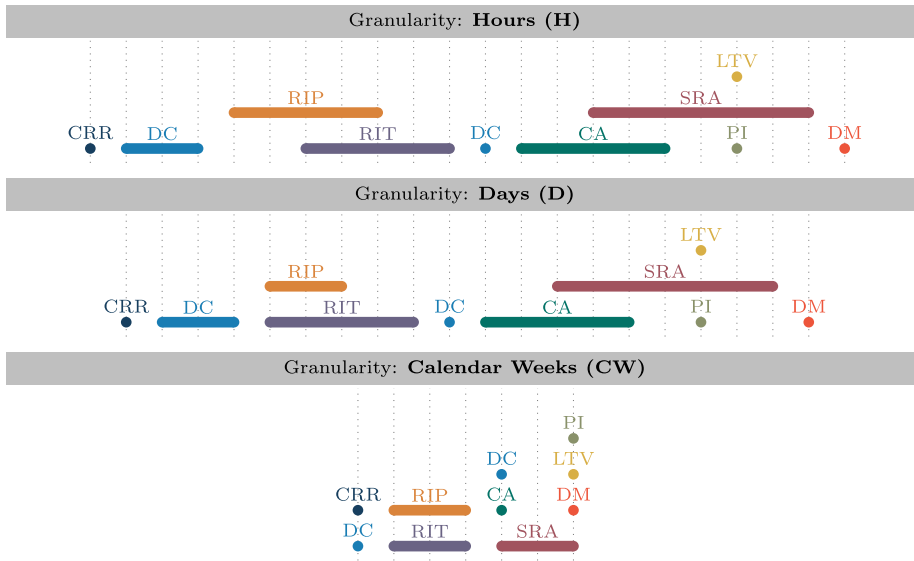 Granularity: Hours (H)
LTV
RIP SRA
CRR DC RIT DC CA PI DM
Granularity: Days (D)
LTV
RIP SRA
CRR DC RIT DC CA PI DM
Granularity: Calendar Weeks (CW)
PI
DC LTV
CRR RIP CA DM
DC RIT SRA